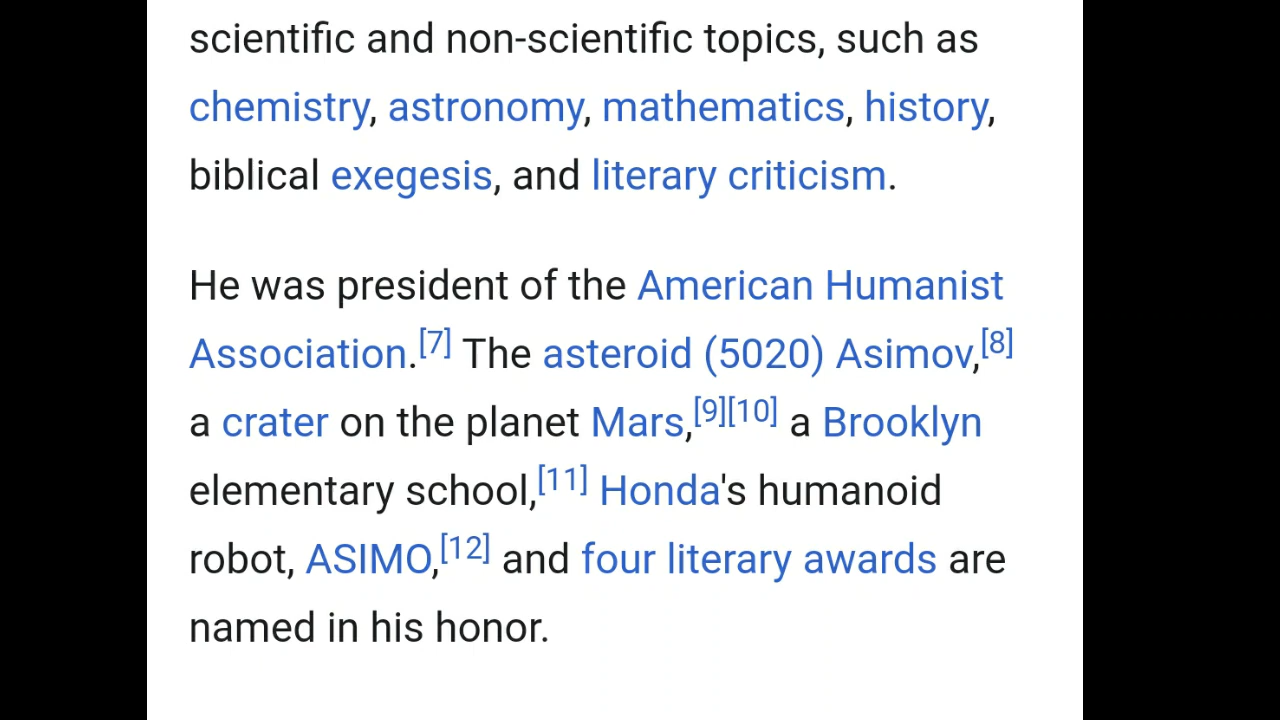 scientific and non-scientific topics, such as
chemistry, astronomy, mathematics, history,
biblical exegesis, and literary criticism.
He was president of the American Humanist
Association.[7] The asteroid (5020) Asimov,[8]
a crater on the planet Mars,[9][10] a Brooklyn
elementary school,[11] Honda's humanoid
robot, ASIMO,[12] and four literary awards are
named in his honor.